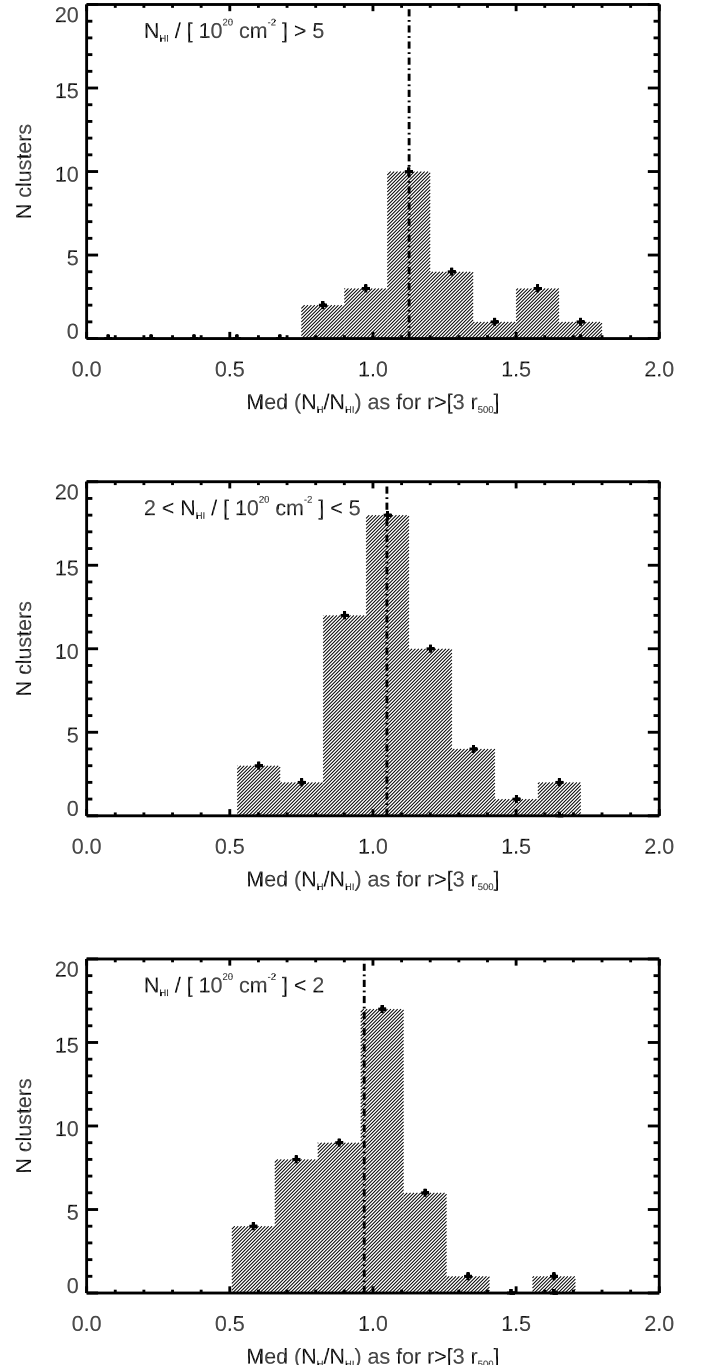 20
N_HI / [ 10^20 cm^-2 ] > 5
15
10
5
0
N clusters
0.0 0.5 1.0 1.5 2.0
Med (N_H/N_HI) as for r>[3 r_500]
20
2 < N_HI / [ 10^20 cm^-2 ] < 5
15
10
5
0
N clusters
0.0 0.5 1.0 1.5 2.0
Med (N_H/N_HI) as for r>[3 r_500]
20
N_HI / [ 10^20 cm^-2 ] < 2
15
10
5
0
N clusters
0.0 0.5 1.0 1.5 2.0
Med (N_H/N_HI) as for r>[3 r_500]